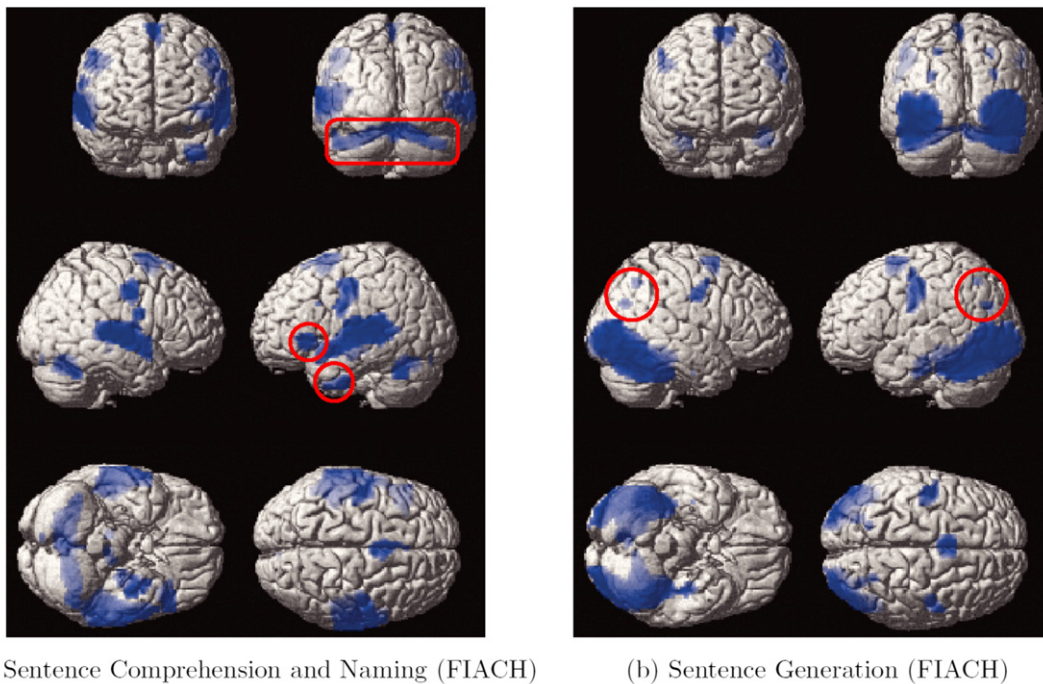 Sentence Comprehension and Naming (FIACH)
(b) Sentence Generation (FIACH)